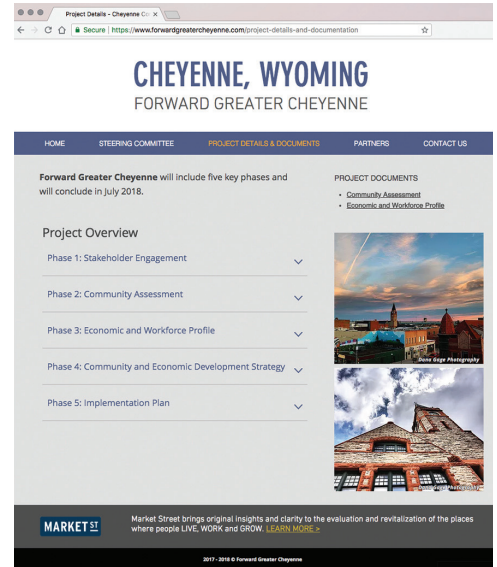 Project Details – Cheyenne Co
Secure | https://www.forwardgreatercheyenne.com/project-details-and-documentation
CHEYENNE, WYOMING
FORWARD GREATER CHEYENNE
HOME STEERING COMMITTEE PROJECT DETAILS & DOCUMENTS PARTNERS CONTACT US
Forward Greater Cheyenne will include five key phases and
will conclude in July 2018.
PROJECT DOCUMENTS
• Community Assessment
• Economic and Workforce Profile
Project Overview
Phase 1: Stakeholder Engagement
Phase 2: Community Assessment
Phase 3: Economic and Workforce Profile
Phase 4: Community and Economic Development Strategy
Phase 5: Implementation Plan
Dana Gage Photography
Dana Gage Photography
MARKET ST
Market Street brings original insights and clarity to the evaluation and revitalization of the places
where people LIVE, WORK and GROW. LEARN MORE >
2017 - 2018 © Forward Greater Cheyenne